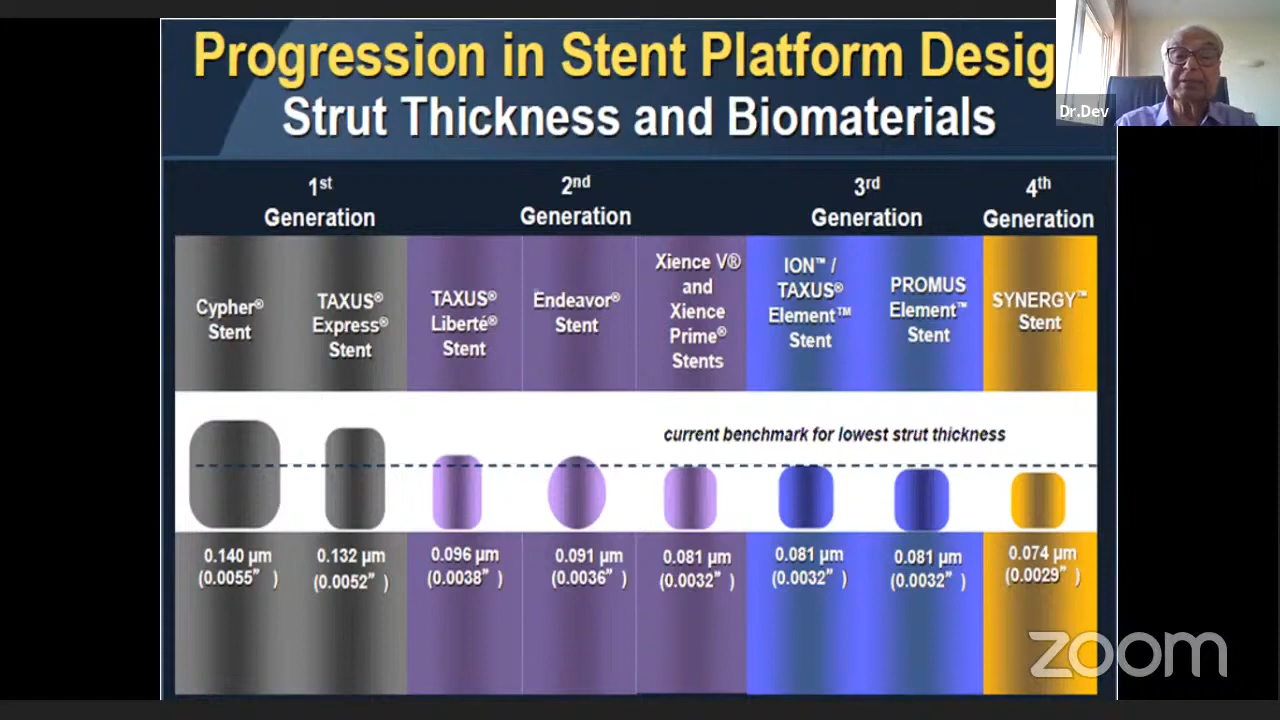 Progression in Stent Platform Desig
Strut Thickness and Biomaterials
Dr.Dev
1st
Generation
2nd
Generation
3rd
Generation
4th
Generation
Cypher®
Stent
TAXUS®
Express®
Stent
TAXUS®
Liberté®
Stent
Endeavor®
Stent
Xience V®
and
Xience
Prime®
Stents
ION™ /
TAXUS®
Element™
Stent
PROMUS
Element™
Stent
SYNERGY™
Stent
current benchmark for lowest strut thickness
0.140 µm
(0.0055” )
0.132 µm
(0.0052” )
0.096 µm
(0.0038” )
0.091 µm
(0.0036” )
0.081 µm
(0.0032” )
0.081 µm
(0.0032” )
0.081 µm
(0.0032” )
0.074 µm
(0.0029” )
zoom